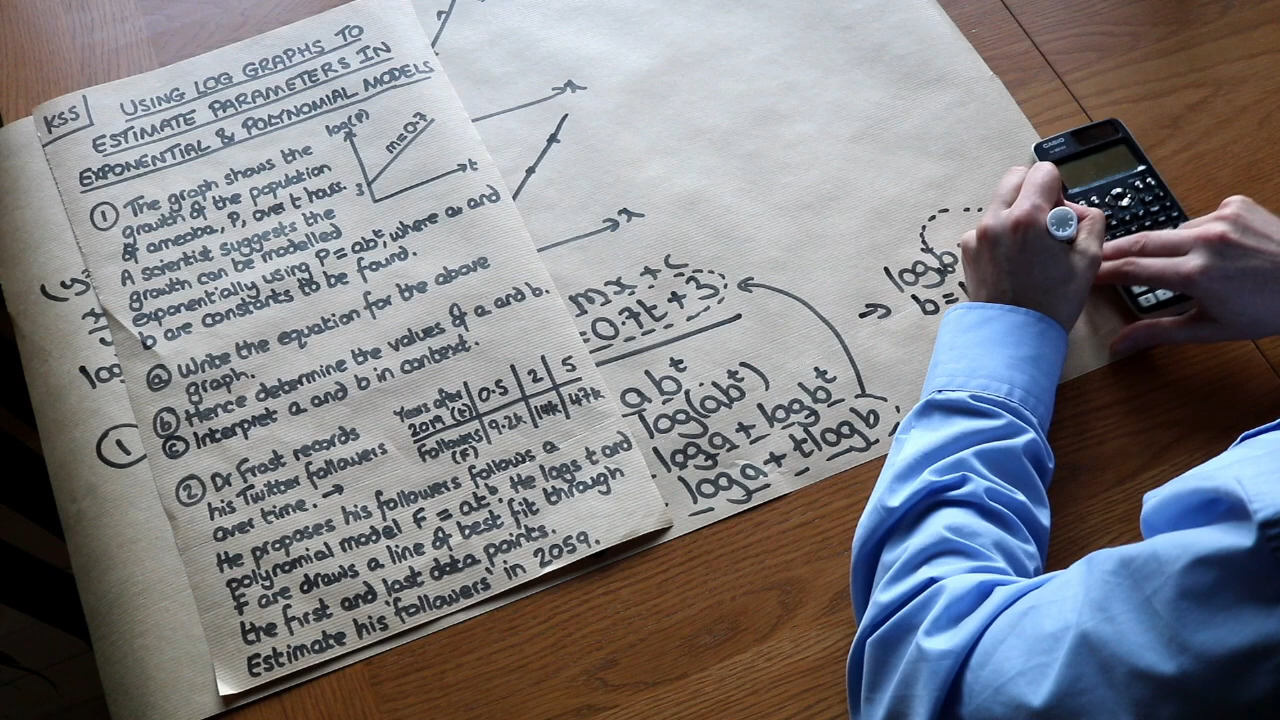 KS5
USING LOG GRAPHS TO
ESTIMATE PARAMETERS IN
EXPONENTIAL & POLYNOMIAL MODELS
① The graph shows the
growth of the population
of amoeba, P, over t hours.
A scientist suggests the
growth can be modelled
exponentially using P = abᵗ, where a and
b are constants to be found.
log(P)
m=0.7
3
t
ⓐ Write the equation for the above
graph.
ⓑ Hence determine the values of a and b.
ⓒ Interpret a and b in context.
② Dr Frost records
his Twitter followers
over time. →
Years after 2019 (t) | 0.5 | 2 | 5
Followers (F) | 9.2k | 14k | 47k
He proposes his followers follows a
polynomial model F = atᵇ. He logs t and
F are draws a line of best fit through
the first and last data points.
Estimate his 'followers' in 2059.
①
log
x
x
mx + c
=0.7t + 3
abᵗ
log(abᵗ)
loga + logbᵗ
loga + tlogb
→ log b
b =
CASIO